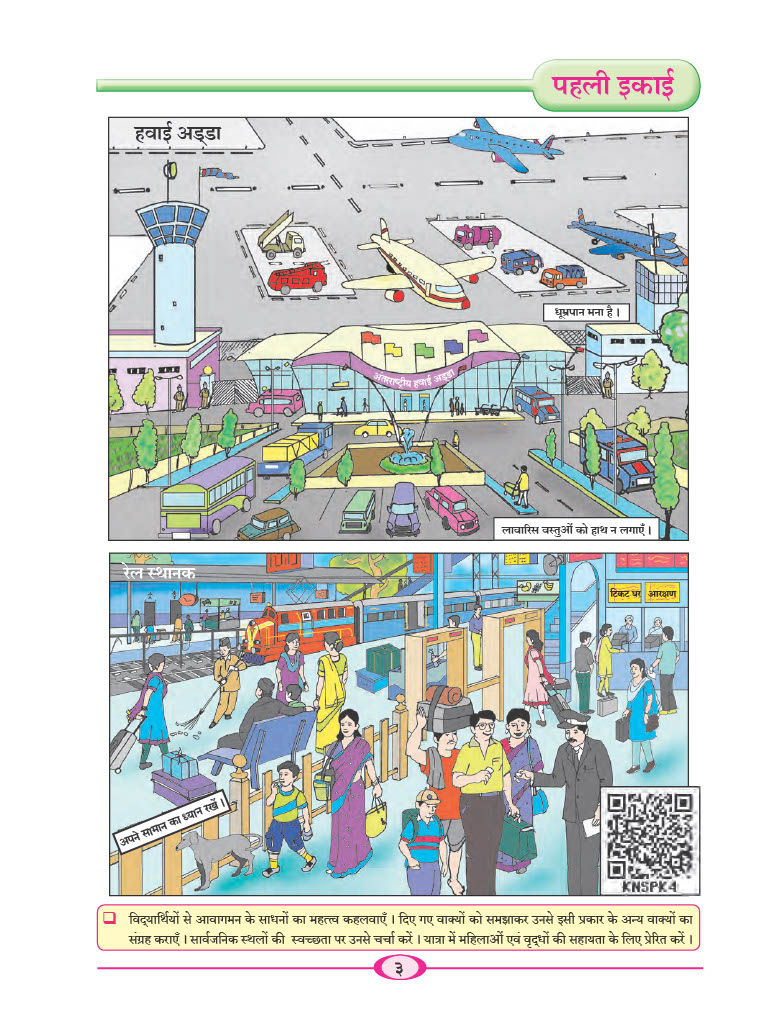 पहली इकाई
हवाई अड्‌डा
धूम्रपान मना है ।
अंतरराष्ट्रीय हवाई अड्‌डा
लावारिस वस्तुओं को हाथ न लगाएँ ।
रेल स्थानक
टिकट घर
आरक्षण
अपने सामान का ध्यान रखें ।
KNSPK4
❑ विद्‌यार्थियों से आवागमन के साधनों का महत्त्व कहलवाएँ । दिए गए वाक्यों को समझाकर उनसे इसी प्रकार के अन्य वाक्यों का
संग्रह कराएँ । सार्वजनिक स्थलों की स्वच्छता पर उनसे चर्चा करें । यात्रा में महिलाओं एवं वृद्‌धों की सहायता के लिए प्रेरित करें ।
३